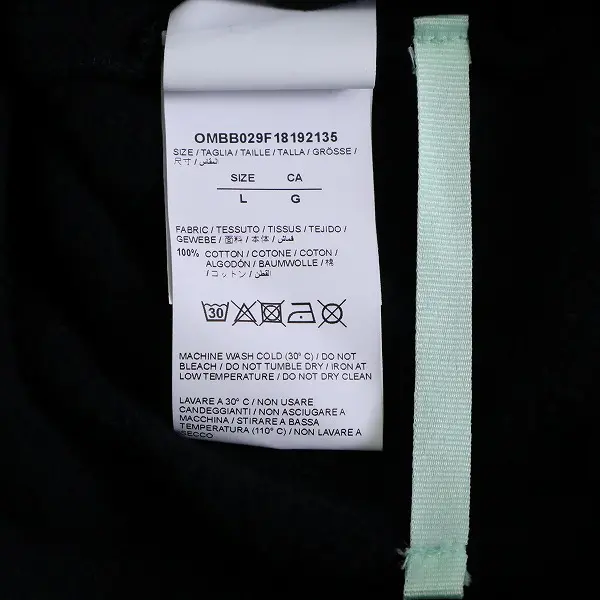 OMBB029F18192135
SIZE / TAGLIA / TAILLE / TALLA / GRÖSSE /
尺寸 / المقاس /
SIZE CA
L G
FABRIC / TESSUTO / TISSUS / TEJIDO /
GEWEBE / 面料 / 本体 / قماش /
100% COTTON / COTONE / COTON /
ALGODÓN / BAUMWOLLE / 棉
/ コットン / القطن /
30
MACHINE WASH COLD (30° C) / DO NOT
BLEACH / DO NOT TUMBLE DRY / IRON AT
LOW TEMPERATURE / DO NOT DRY CLEAN
LAVARE A 30° C / NON USARE
CANDEGGIANTI / NON ASCIUGARE A
MACCHINA / STIRARE A BASSA
TEMPERATURA (110° C) / NON LAVARE A
SECCO